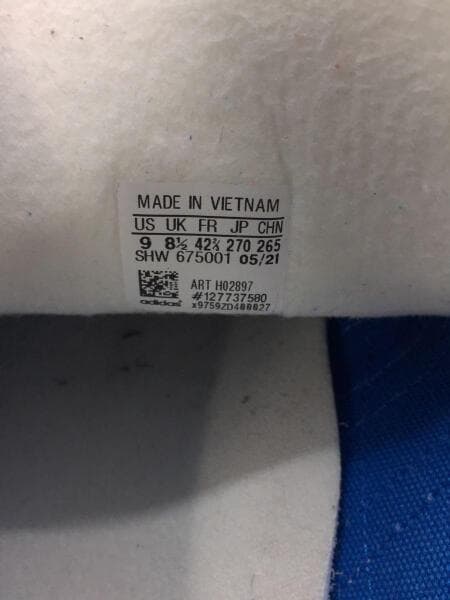 MADE IN VIETNAM
US UK FR JP CHN
9 8½ 42⅔ 270 265
SHW 675001 05/21
ART H02897
#127737580
adidas x9759ZD400027